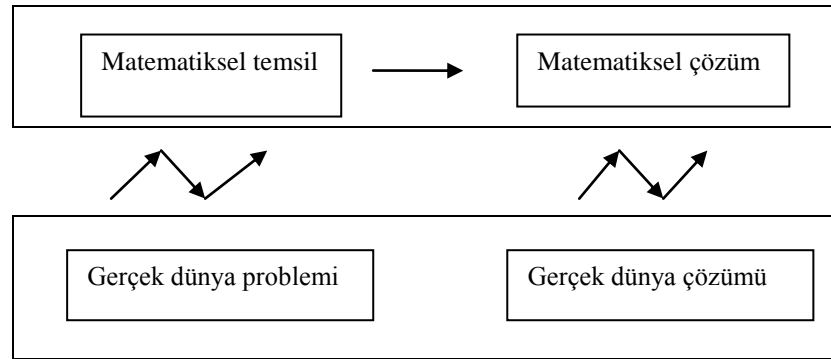 Matematiksel temsil
Matematiksel çözüm
Gerçek dünya problemi
Gerçek dünya çözümü